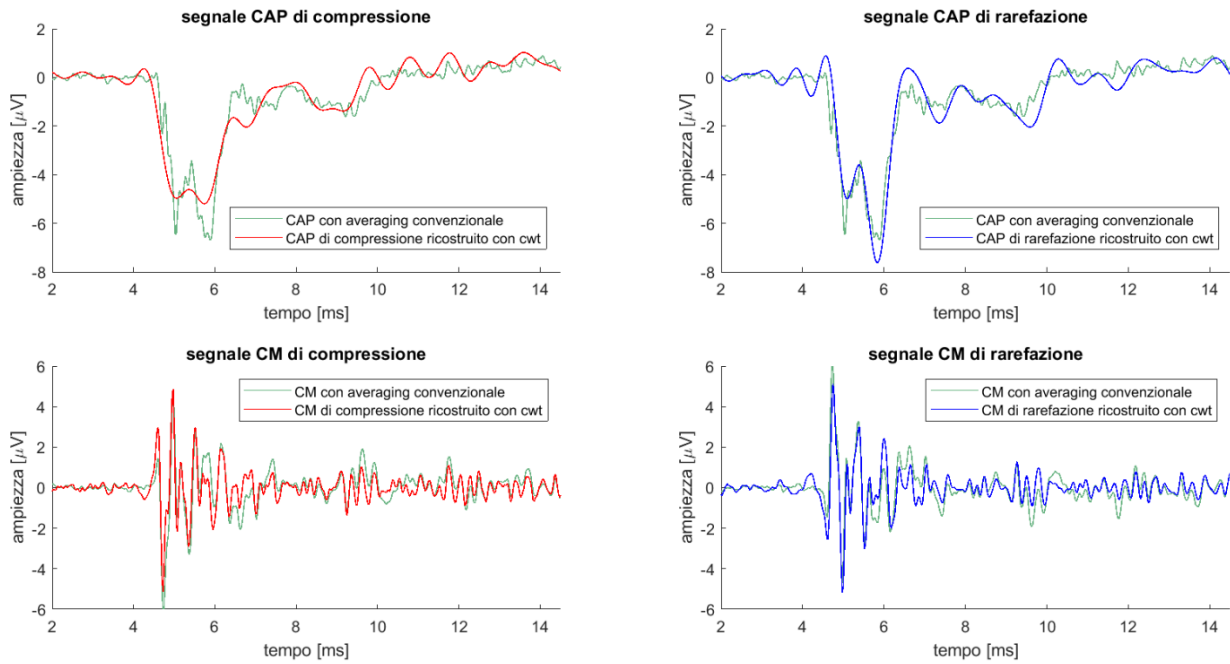 segnale CAP di compressione
2
0
-2
-4
-6
-8
ampiezza [μV]
CAP con averaging convenzionale
CAP di compressione ricostruito con cwt
2 4 6 8 10 12 14
tempo [ms]
segnale CAP di rarefazione
2
0
-2
-4
-6
-8
ampiezza [μV]
CAP con averaging convenzionale
CAP di rarefazione ricostruito con cwt
2 4 6 8 10 12 14
tempo [ms]
segnale CM di compressione
6
4
2
0
-2
-4
-6
ampiezza [μV]
CM con averaging convenzionale
CM di compressione ricostruito con cwt
2 4 6 8 10 12 14
tempo [ms]
segnale CM di rarefazione
6
4
2
0
-2
-4
-6
ampiezza [μV]
CM con averaging convenzionale
CM di rarefazione ricostruito con cwt
2 4 6 8 10 12 14
tempo [ms]